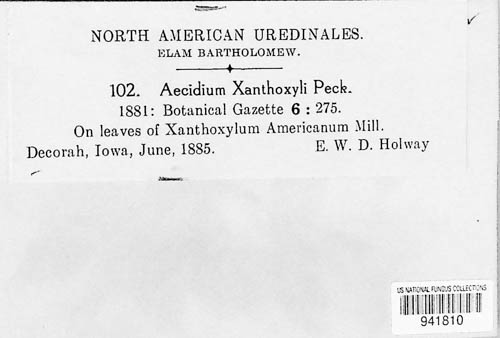 NORTH AMERICAN UREDINALES.
ELAM BARTHOLOMEW.
102. Aecidium Xanthoxyli Peck.
1881: Botanical Gazette 6 : 275.
On leaves of Xanthoxylum Americanum Mill.
Decorah, Iowa, June, 1885. E. W. D. Holway
US NATIONAL FUNGUS COLLECTIONS
941810